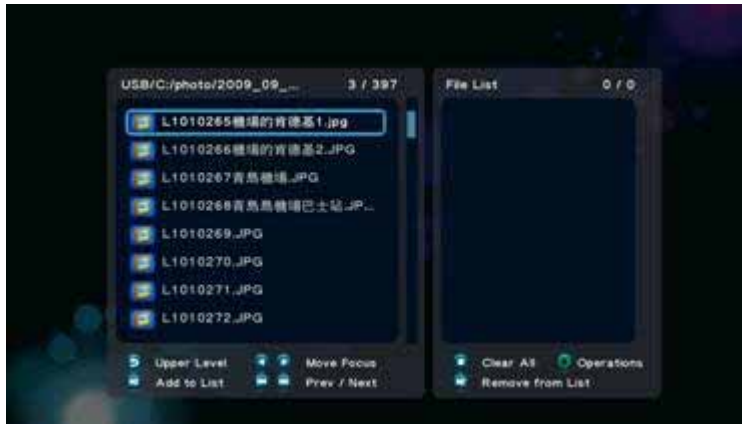 USB/C:/photo/2009_09_... 3 / 397
L1010265機場的肯德基1.jpg
L1010266機場的肯德基2.JPG
L1010267青島機場.JPG
L1010268青島機場巴士站.JP...
L1010269.JPG
L1010270.JPG
L1010271.JPG
L1010272.JPG
Upper Level Move Focus
Add to List Prev / Next
File List 0 / 0
Clear All Operations
Remove from List